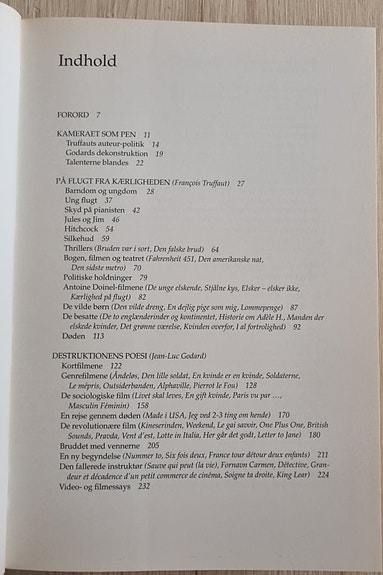 Indhold
FORORD 7
KAMERAET SOM PEN 11
Truffauts auteur-politik 14
Godards dekonstruktion 19
Talenterne blandes 22
PÅ FLUGT FRA KÆRLIGHEDEN (François Truffaut) 27
Barndom og ungdom 28
Ung flugt 37
Skyd på pianisten 42
Jules og Jim 46
Hitchcock 54
Silkehud 59
Thrillers (Bruden var i sort, Den falske brud) 64
Bogen, filmen og teatret (Fahrenheit 451, Den amerikanske nat,
Den sidste metro) 70
Politiske holdninger 79
Antoine Doinel-filmene (De unge elskende, Stjålne kys, Elsker – elsker ikke,
Kærlighed på flugt) 82
De vilde børn (Den vilde dreng, En dejlig pige som mig, Lommepenge) 87
De besatte (De to englænderinder og kontinentet, Historien om Adèle H., Manden der
elskede kvinder, Det grønne værelse, Kvinden overfor, I al fortrolighed) 92
Døden 113
DESTRUKTIONENS POESI (Jean-Luc Godard)
Kortfilmene 122
Genrefilmene (Åndeløs, Den lille soldat, En kvinde er en kvinde, Soldaterne,
Le mépris, Outsiderbanden, Alphaville, Pierrot le Fou) 128
De sociologiske film (Livet skal leves, En gift kvinde, Paris vu par ...,
Masculin Féminin) 158
En rejse gennem døden (Made i USA, Jeg ved 2-3 ting om hende) 170
De revolutionære film (Kineserinden, Weekend, Le gai savoir, One Plus One, British
Sounds, Pravda, Vent d'est, Lotte in Italia, Her går det godt, Letter to Jane) 180
Bruddet med vennerne 205
En ny begyndelse (Nummer to, Six fois deux, France tour détour deux enfants) 211
Den fallerede instruktør (Sauve qui peut (la vie), Fornavn Carmen, Détective, Gran-
deur et décadence d'un petit commerce de cinéma, Soigne ta droite, King Lear) 224
Video- og filmessays 232